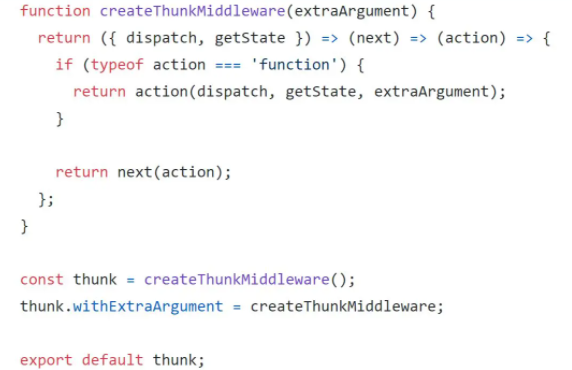 function createThunkMiddleware(extraArgument) {
  return ({ dispatch, getState }) => (next) => (action) => {
    if (typeof action === 'function') {
      return action(dispatch, getState, extraArgument);
    }

    return next(action);
  };
}

const thunk = createThunkMiddleware();
thunk.withExtraArgument = createThunkMiddleware;

export default thunk;